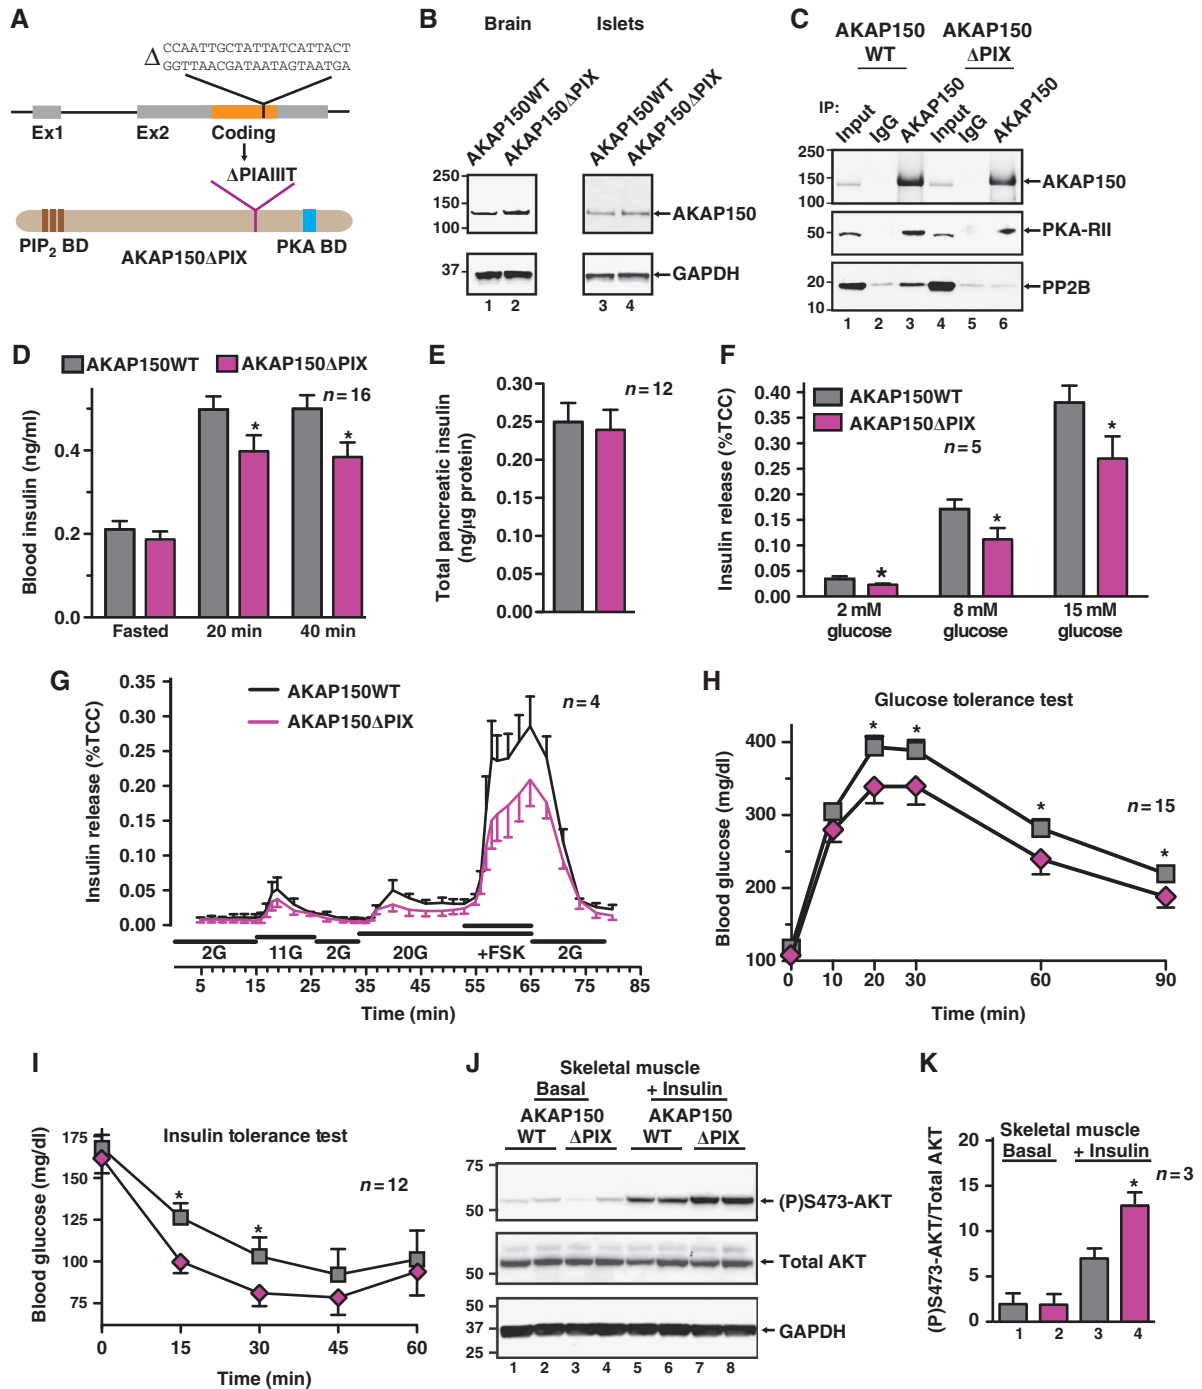 A
Δ
CCAATTGCTATTATCATTACT
GGTTAACGATAATAGTAATGA
Ex1
Ex2
Coding
ΔPIAIIIT
PIP2 BD
AKAP150ΔPIX
PKA BD
B
Brain
Islets
AKAP150WT
AKAP150ΔPIX
AKAP150WT
AKAP150ΔPIX
250
150
100
37
250
150
100
37
AKAP150
GAPDH
1 2 3 4
C
AKAP150 WT
AKAP150 ΔPIX
IP:
Input
IgG
AKAP150
Input
IgG
AKAP150
250
150
100
AKAP150
50
PKA-RII
20
10
PP2B
1 2 3 4 5 6
D
AKAP150WT
AKAP150ΔPIX
n=16
Blood insulin (ng/ml)
0.4
0.2
0.0
* *
Fasted 20 min 40 min
E
n=12
Total pancreatic insulin
(ng/μg protein)
0.30
0.25
0.20
0.15
0.10
0.05
0.00
F
AKAP150WT
AKAP150ΔPIX
n=5
Insulin release (%TCC)
0.40
0.35
0.30
0.25
0.20
0.15
0.10
0.05
0.00
* * *
2 mM glucose
8 mM glucose
15 mM glucose
G
AKAP150WT
AKAP150ΔPIX
n=4
Insulin release (%TCC)
0.35
0.30
0.25
0.20
0.15
0.10
0.05
0.00
2G 11G 2G 20G +FSK 2G
5 15 25 35 45 55 65 75 85
Time (min)
H
Glucose tolerance test
n=15
Blood glucose (mg/dl)
400
300
200
100
* * * *
0 10 20 30 60 90
Time (min)
I
Insulin tolerance test
n=12
Blood glucose (mg/dl)
175
150
125
100
75
* *
0 15 30 45 60
Time (min)
J
Skeletal muscle
Basal + Insulin
AKAP150 AKAP150
WT ΔPIX WT ΔPIX
75
50
(P)S473-AKT
50
Total AKT
50
37
25
GAPDH
1 2 3 4 5 6 7 8
K
Skeletal muscle
Basal + Insulin
n=3
(P)S473-AKT/Total AKT
20
15
10
5
0
*
1 2 3 4